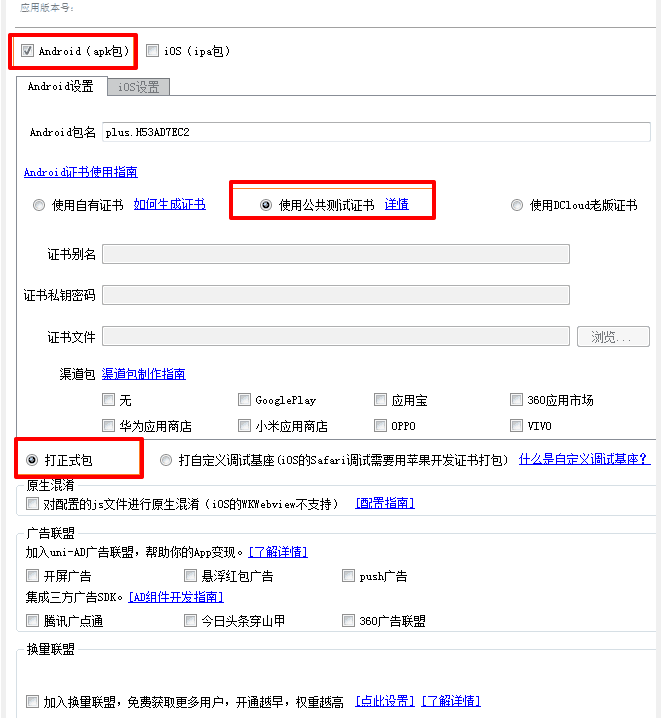 应用版本号:
Android（apk包） iOS（ipa包）
Android设置 iOS设置
Android包名 plus.H53AD7EC2
Android证书使用指南
使用自有证书 如何生成证书 使用公共测试证书 详情 使用DCloud老版证书
证书别名
证书私钥密码
证书文件 浏览...
渠道包 渠道包制作指南
无 GooglePlay 应用宝 360应用市场
华为应用商店 小米应用商店 OPPO VIVO
打正式包 打自定义调试基座(iOS的Safari调试需要用苹果开发证书打包) 什么是自定义调试基座？
原生混淆
对配置的js文件进行原生混淆（iOS的WKWebview不支持） [配置指南]
广告联盟
加入uni-AD广告联盟，帮助你的App变现。[了解详情]
开屏广告 悬浮红包广告 push广告
集成三方广告SDK。[AD组件开发指南]
腾讯广点通 今日头条穿山甲 360广告联盟
换量联盟
加入换量联盟，免费获取更多用户，开通越早，权重越高 [点此设置] [了解详情]